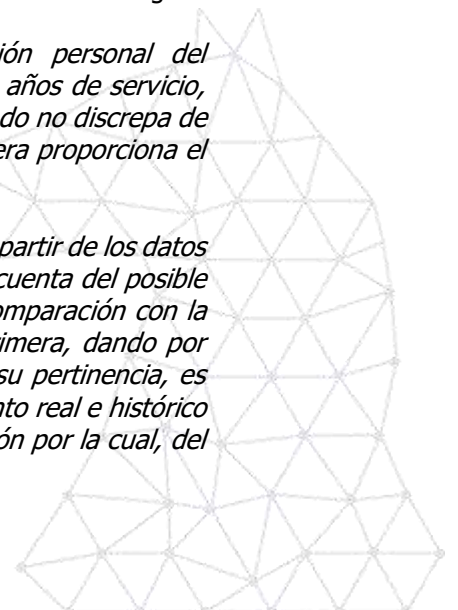 ión personal del
años de servicio,
do no discrepa de
era proporciona el
partir de los datos
cuenta del posible
omparación con la
imera, dando por
su pertinencia, es
nto real e histórico
ón por la cual, del